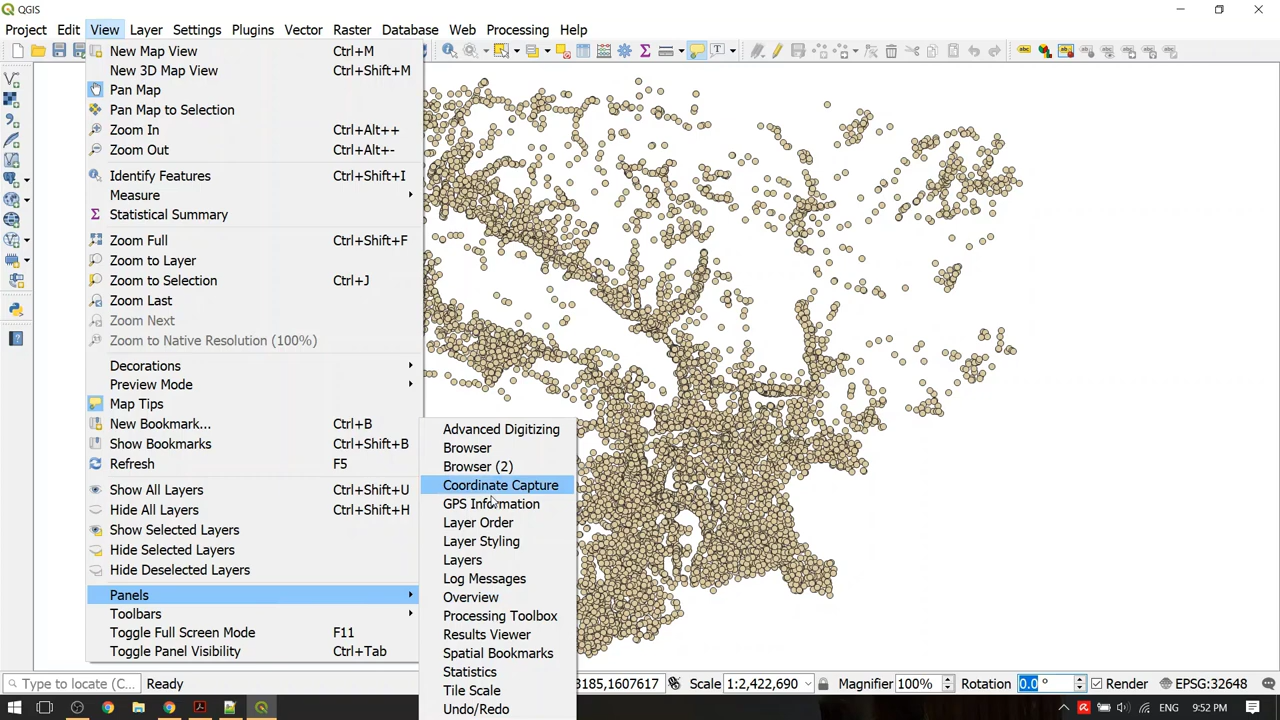 QGIS
Project Edit View Layer Settings Plugins Vector Raster Database Web Processing Help
New Map View Ctrl+M
New 3D Map View Ctrl+Shift+M
Pan Map
Pan Map to Selection
Zoom In Ctrl+Alt++
Zoom Out Ctrl+Alt+-
Identify Features Ctrl+Shift+I
Measure
Statistical Summary
Zoom Full Ctrl+Shift+F
Zoom to Layer
Zoom to Selection Ctrl+J
Zoom Last
Zoom Next
Zoom to Native Resolution (100%)
Decorations
Preview Mode
Map Tips
New Bookmark... Ctrl+B
Show Bookmarks Ctrl+Shift+B
Refresh F5
Show All Layers Ctrl+Shift+U
Hide All Layers Ctrl+Shift+H
Show Selected Layers
Hide Selected Layers
Hide Deselected Layers
Panels
Toolbars
Toggle Full Screen Mode F11
Toggle Panel Visibility Ctrl+Tab
Advanced Digitizing
Browser
Browser (2)
Coordinate Capture
GPS Information
Layer Order
Layer Styling
Layers
Log Messages
Overview
Processing Toolbox
Results Viewer
Spatial Bookmarks
Statistics
Tile Scale
Undo/Redo
Type to locate (C... Ready 3185,1607617 Scale 1:2,422,690 Magnifier 100% Rotation 0.0 ° Render EPSG:32648
ENG 9:52 PM